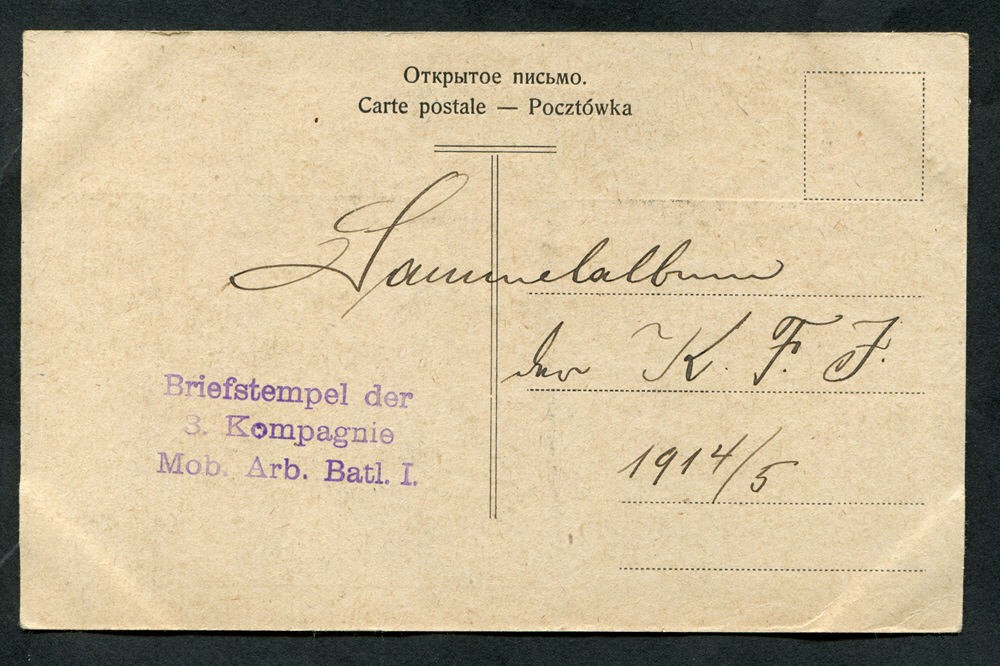 Открытое письмо.
Carte postale — Pocztówka
Sammelalbum
der K. F. J.
1914/5
Briefstempel der
3. Kompagnie
Mob. Arb. Batl. I.